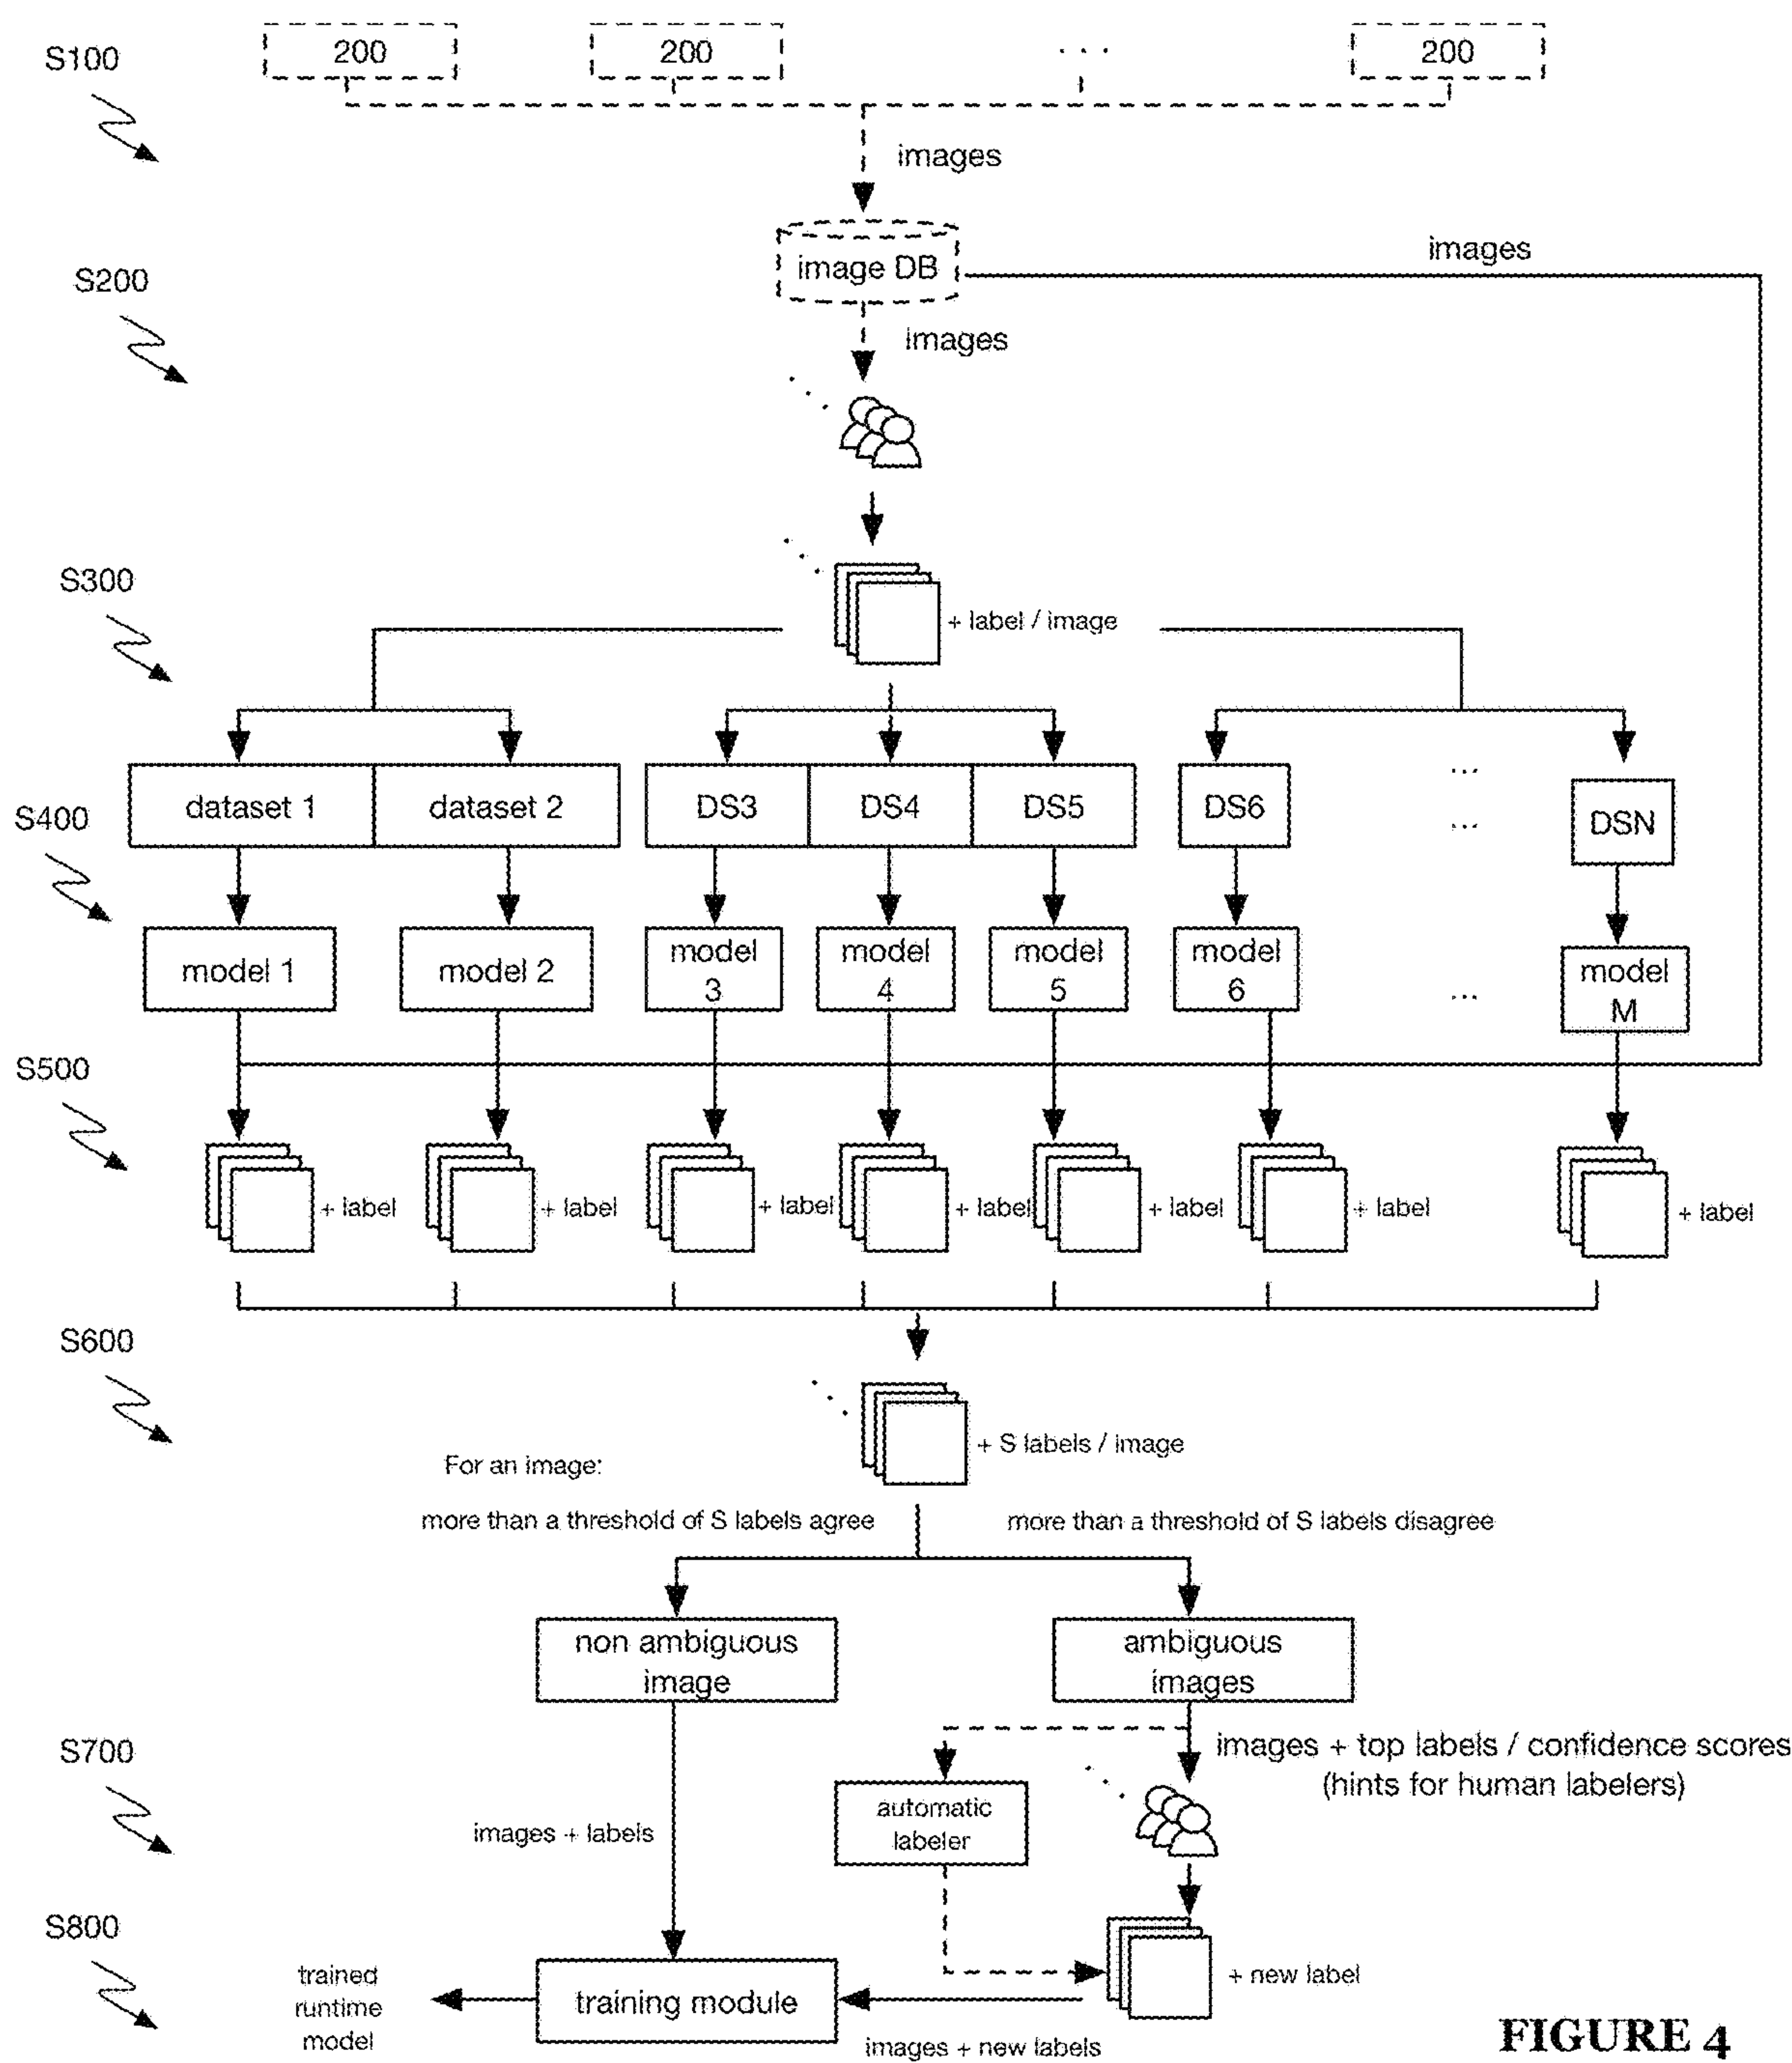 S100
200
200
...
200
images
image DB
images
S200
images
S300
+ label / image
dataset 1
dataset 2
DS3
DS4
DS5
DS6
...
...
DSN
S400
model 1
model 2
model
3
model
4
model
5
model
6
...
model
M
S500
+ label
+ label
+ label
+ label
+ label
+ label
+ label
S600
+ S labels / image
For an image:
more than a threshold of S labels agree
more than a threshold of S labels disagree
non ambiguous
image
ambiguous
images
S700
images + top labels / confidence scores
(hints for human labelers)
automatic
labeler
images + labels
S800
trained
runtime
model
training module
+ new label
images + new labels
FIGURE 4